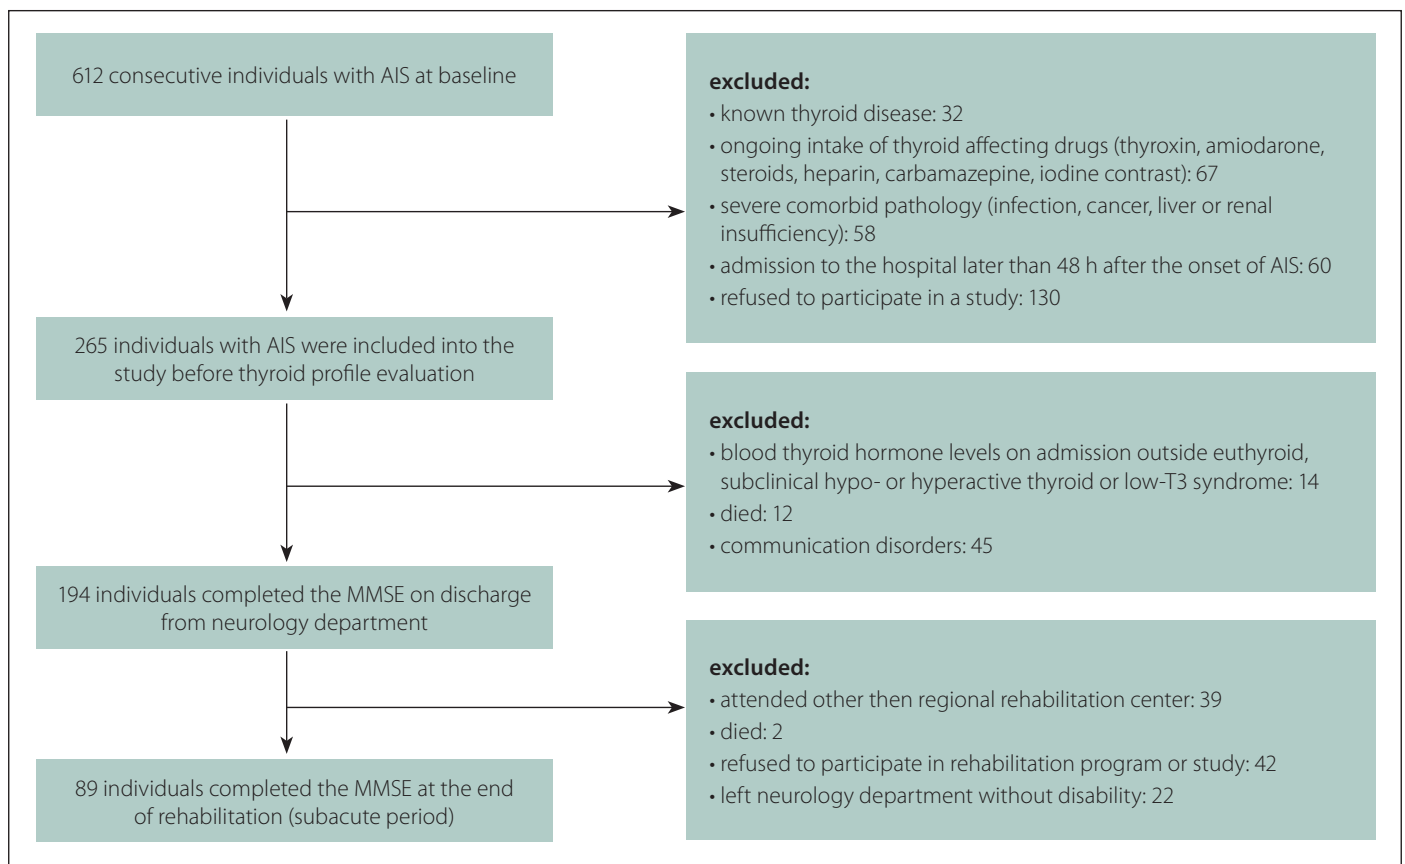 612 consecutive individuals with AIS at baseline
excluded:
• known thyroid disease: 32
• ongoing intake of thyroid affecting drugs (thyroxin, amiodarone,
steroids, heparin, carbamazepine, iodine contrast): 67
• severe comorbid pathology (infection, cancer, liver or renal
insufficiency): 58
• admission to the hospital later than 48 h after the onset of AIS: 60
• refused to participate in a study: 130
265 individuals with AIS were included into the
study before thyroid profile evaluation
excluded:
• blood thyroid hormone levels on admission outside euthyroid,
subclinical hypo- or hyperactive thyroid or low-T3 syndrome: 14
• died: 12
• communication disorders: 45
194 individuals completed the MMSE on discharge
from neurology department
excluded:
• attended other then regional rehabilitation center: 39
• died: 2
• refused to participate in rehabilitation program or study: 42
• left neurology department without disability: 22
89 individuals completed the MMSE at the end
of rehabilitation (subacute period)